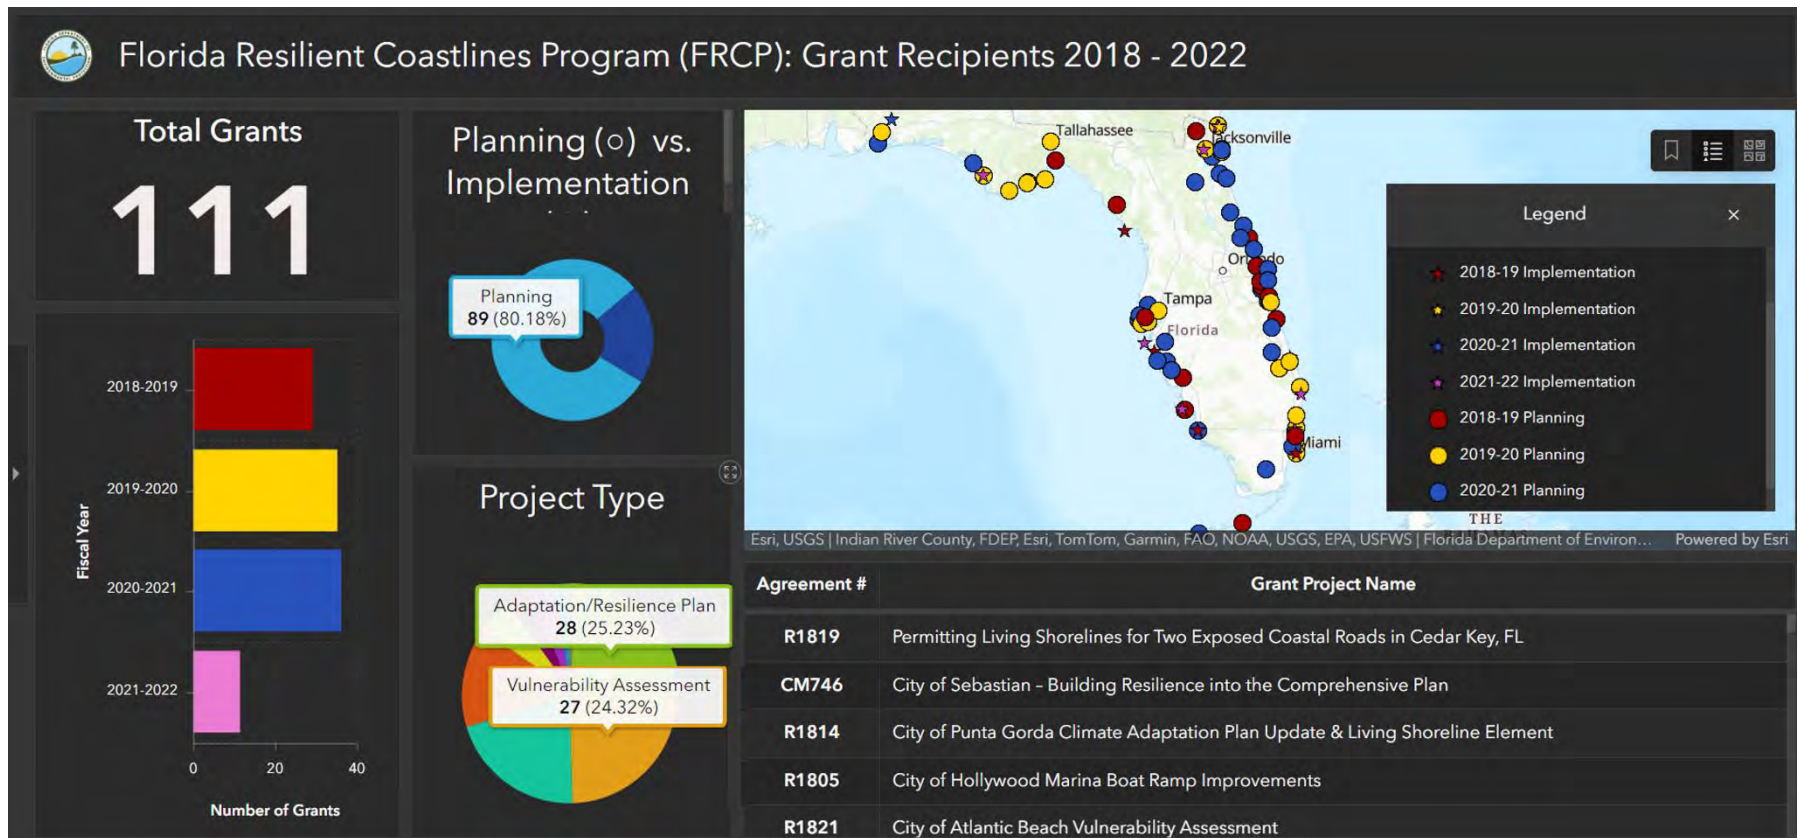 Florida Resilient Coastlines Program (FRCP): Grant Recipients 2018 - 2022
Total Grants
111
Fiscal Year
2018-2019
2019-2020
2020-2021
2021-2022
0 20 40
Number of Grants
Planning (○) vs.
Implementation
Planning
89 (80.18%)
Project Type
Adaptation/Resilience Plan
28 (25.23%)
Vulnerability Assessment
27 (24.32%)
Tallahassee
Jacksonville
Orlando
Tampa
Florida
Miami
THE
Legend ×
2018-19 Implementation
2019-20 Implementation
2020-21 Implementation
2021-22 Implementation
2018-19 Planning
2019-20 Planning
2020-21 Planning
Esri, USGS | Indian River County, FDEP, Esri, TomTom, Garmin, FAO, NOAA, USGS, EPA, USFWS | Florida Department of Environ... Powered by Esri
Agreement # Grant Project Name
R1819 Permitting Living Shorelines for Two Exposed Coastal Roads in Cedar Key, FL
CM746 City of Sebastian – Building Resilience into the Comprehensive Plan
R1814 City of Punta Gorda Climate Adaptation Plan Update & Living Shoreline Element
R1805 City of Hollywood Marina Boat Ramp Improvements
R1821 City of Atlantic Beach Vulnerability Assessment